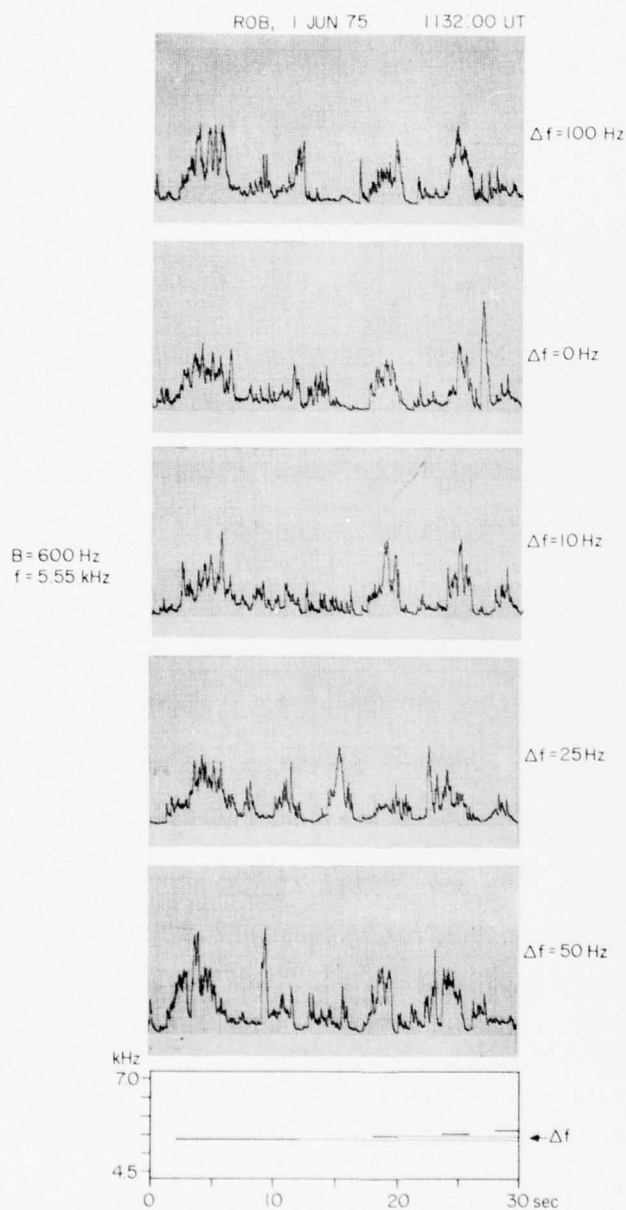 ROB, 1 JUN 75 1132:00 UT
Δf=100 Hz
Δf=0 Hz
Δf=10 Hz
B=600 Hz
f=5.55 kHz
Δf=25 Hz
Δf=50 Hz
kHz
7.0
Δf
4.5
0 10 20 30 sec